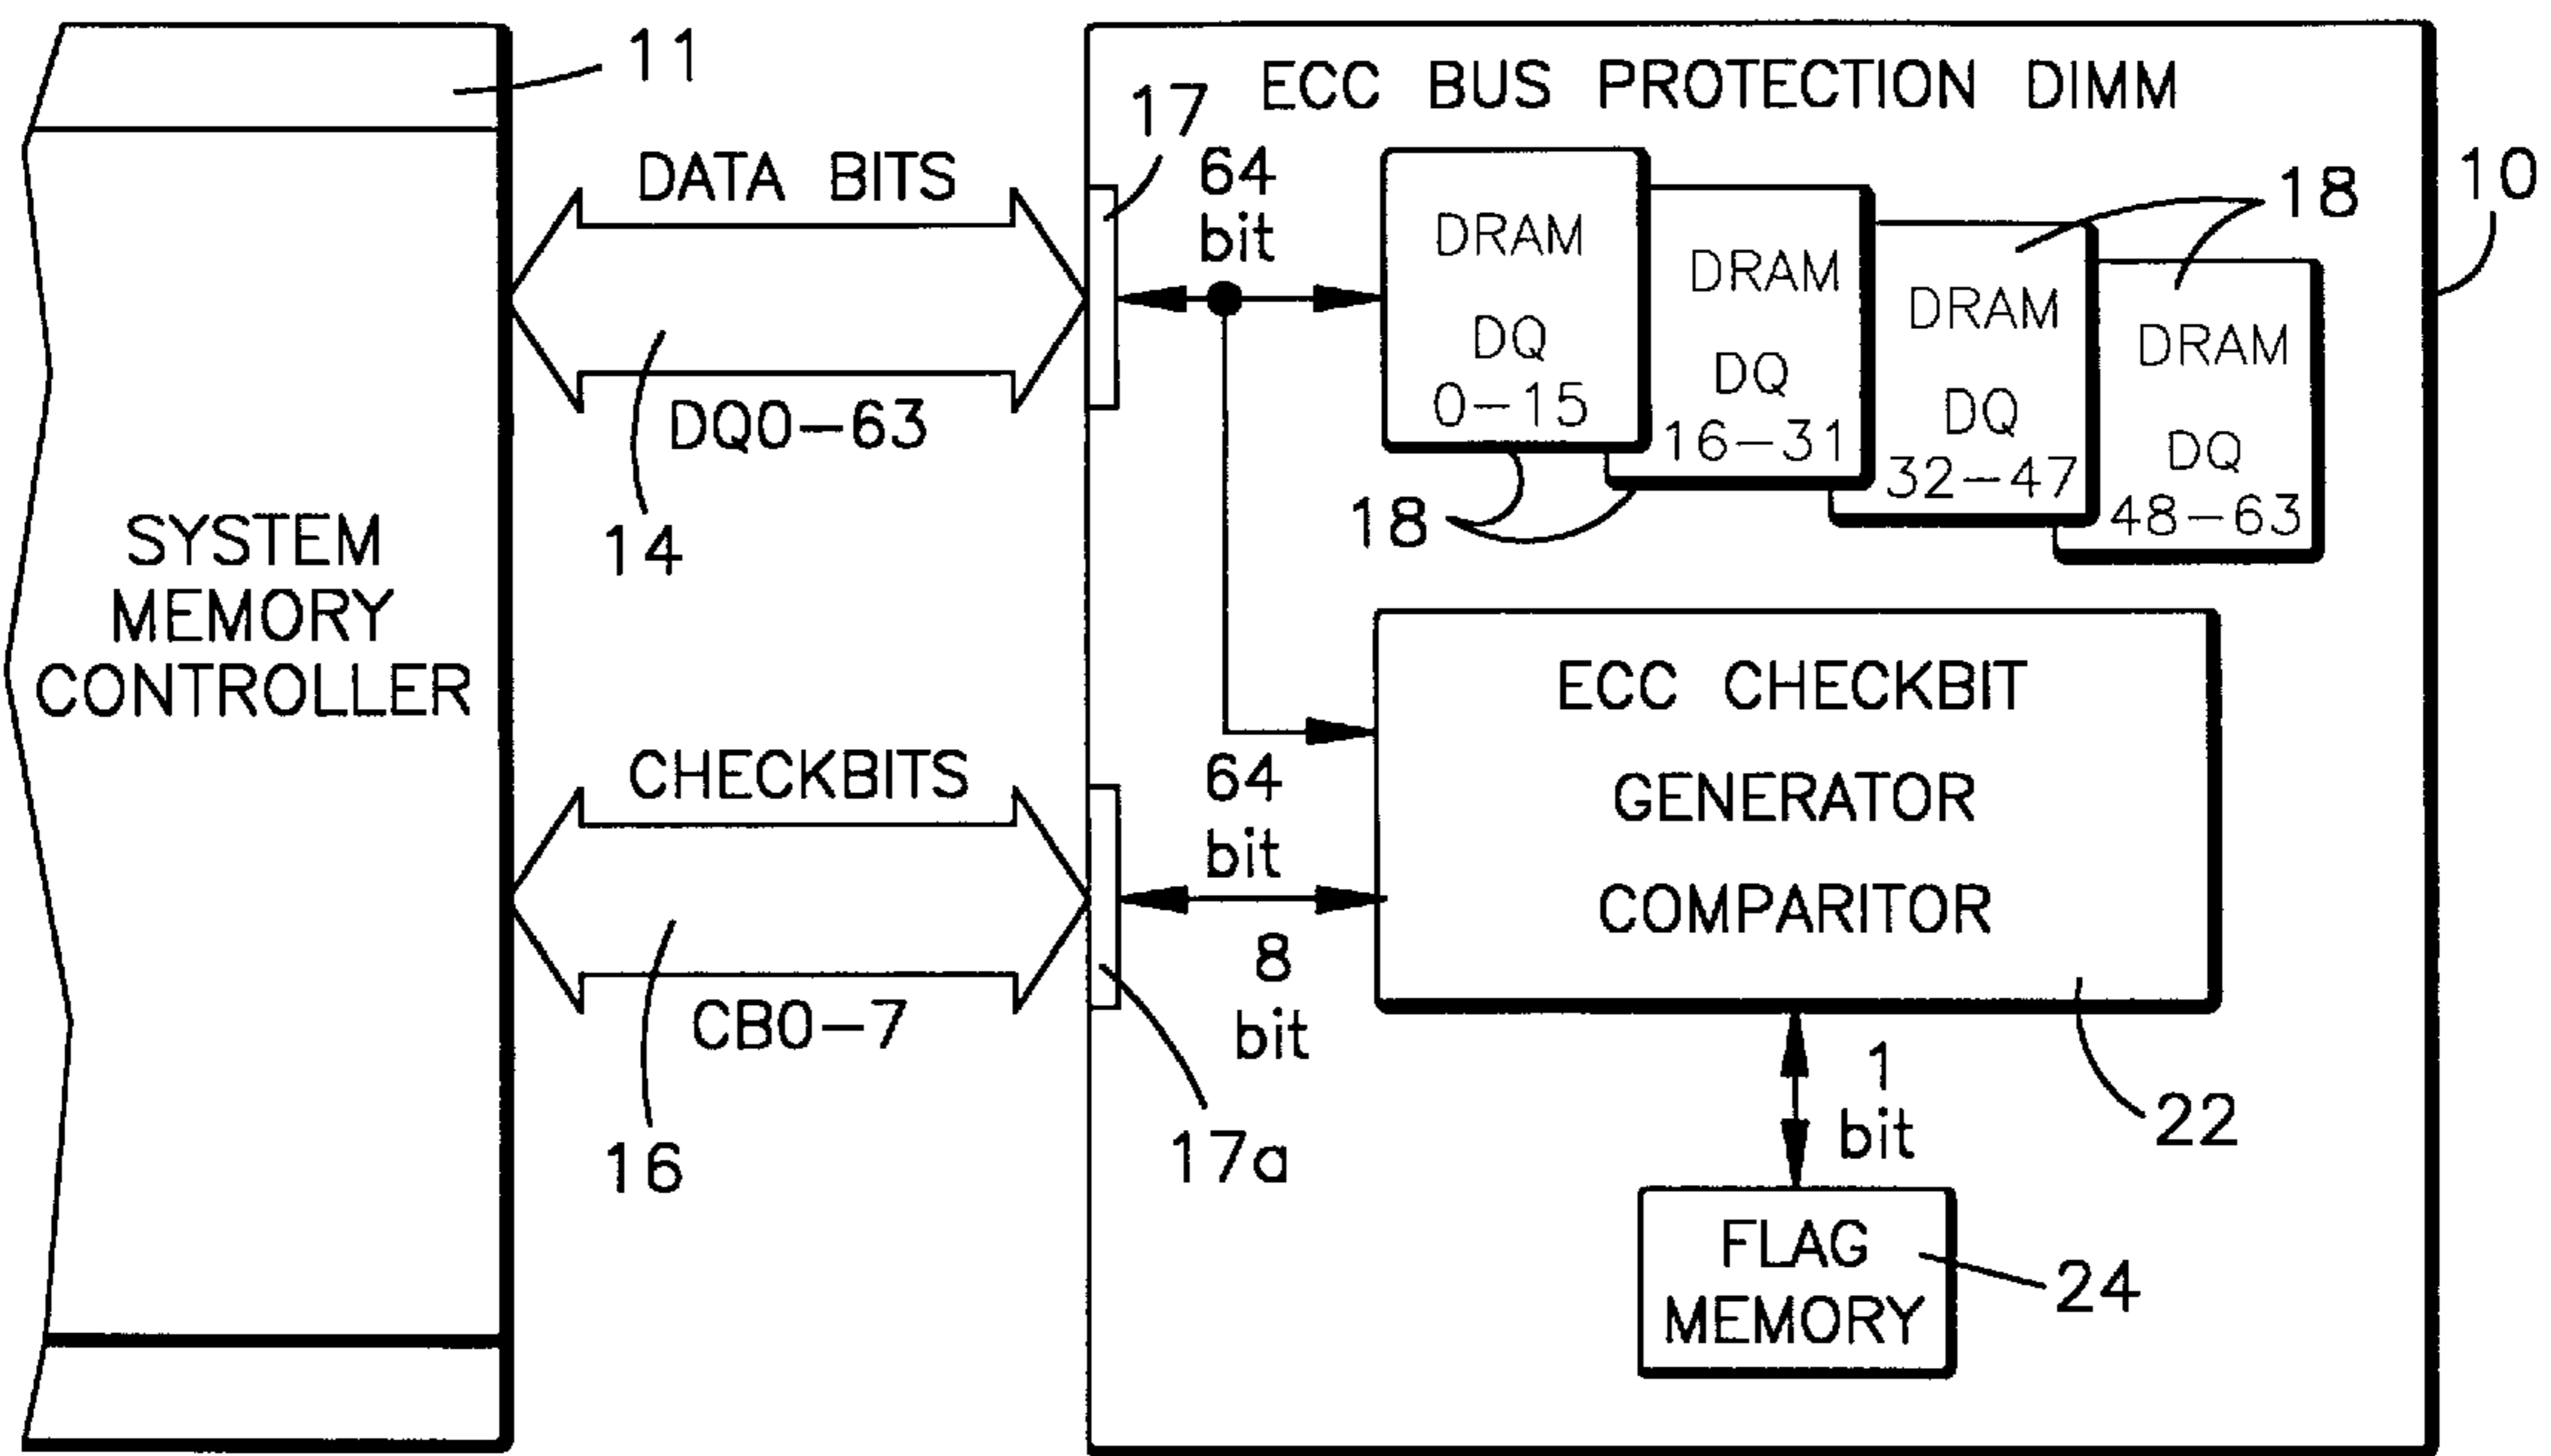 11
SYSTEM
MEMORY
CONTROLLER
DATA BITS
DQ0-63
14
CHECKBITS
CB0-7
16
ECC BUS PROTECTION DIMM
10
17
64
bit
DRAM
DQ
0-15
DRAM
DQ
16-31
DRAM
DQ
32-47
DRAM
DQ
48-63
18
18
64
bit
8
bit
17a
ECC CHECKBIT
GENERATOR
COMPARITOR
22
1
bit
FLAG
MEMORY
24